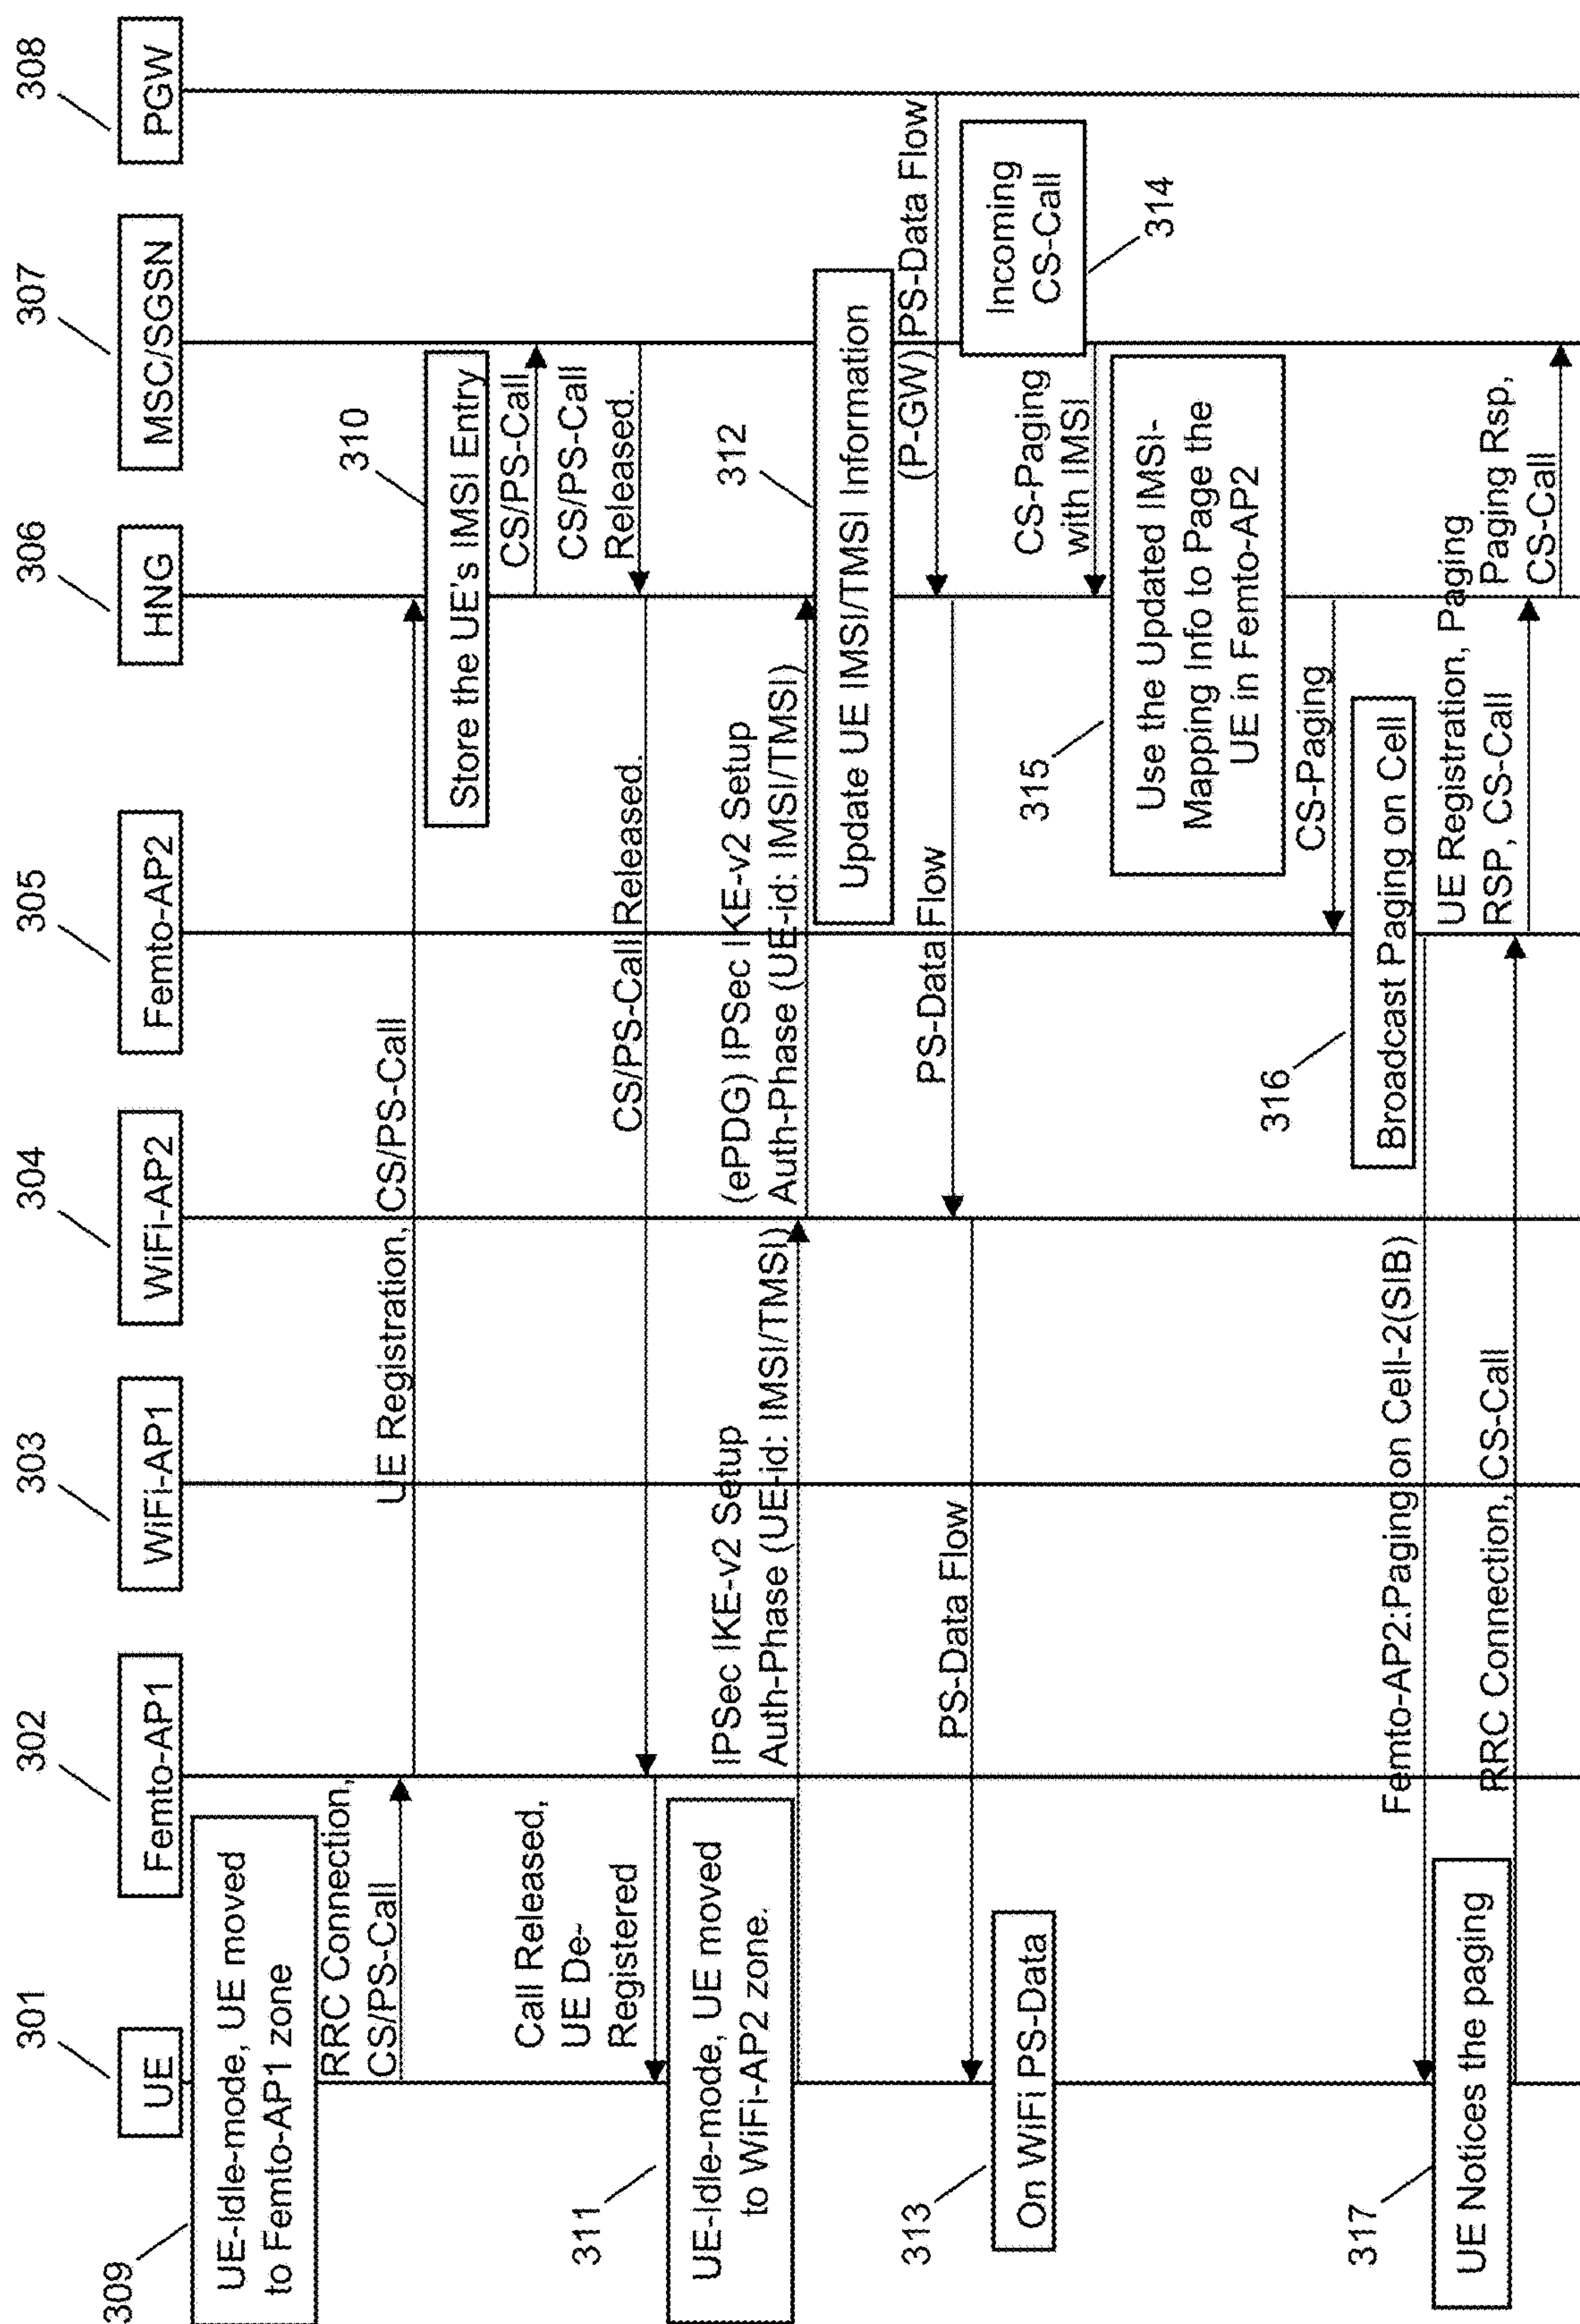 301
302
303
304
305
306
307
308
UE
Femto-AP1
WiFi-AP1
WiFi-AP2
Femto-AP2
HNG
MSC/SGSN
PGW
309
UE-Idle-mode, UE moved
to Femto-AP1 zone
RRC Connection,
CS/PS-Call
UE Registration, CS/PS-Call
310
Store the UE's IMSI Entry
CS/PS-Call
CS/PS-Call
Released.
CS/PS-Call Released.
Call Released,
UE De-
Registered
311
UE-Idle-mode, UE moved
to WiFi-AP2 zone.
IPSec IKE-v2 Setup
Auth-Phase (UE-id: IMSI/TMSI)
(ePDG) IPSec IKE-v2 Setup
Auth-Phase (UE-id: IMSI/TMSI)
312
Update UE IMSI/TMSI Information
(P-GW) PS-Data Flow
PS-Data Flow
PS-Data Flow
313
On WiFi PS-Data
Incoming
CS-Call
314
CS-Paging
with IMSI
315
Use the Updated IMSI-
Mapping Info to Page the
UE in Femto-AP2
CS-Paging
316
Broadcast Paging on Cell
Femto-AP2:Paging on Cell-2(SIB)
317
UE Notices the paging
RRC Connection, CS-Call
UE Registration, Paging
RSP, CS-Call
Paging Rsp,
CS-Call